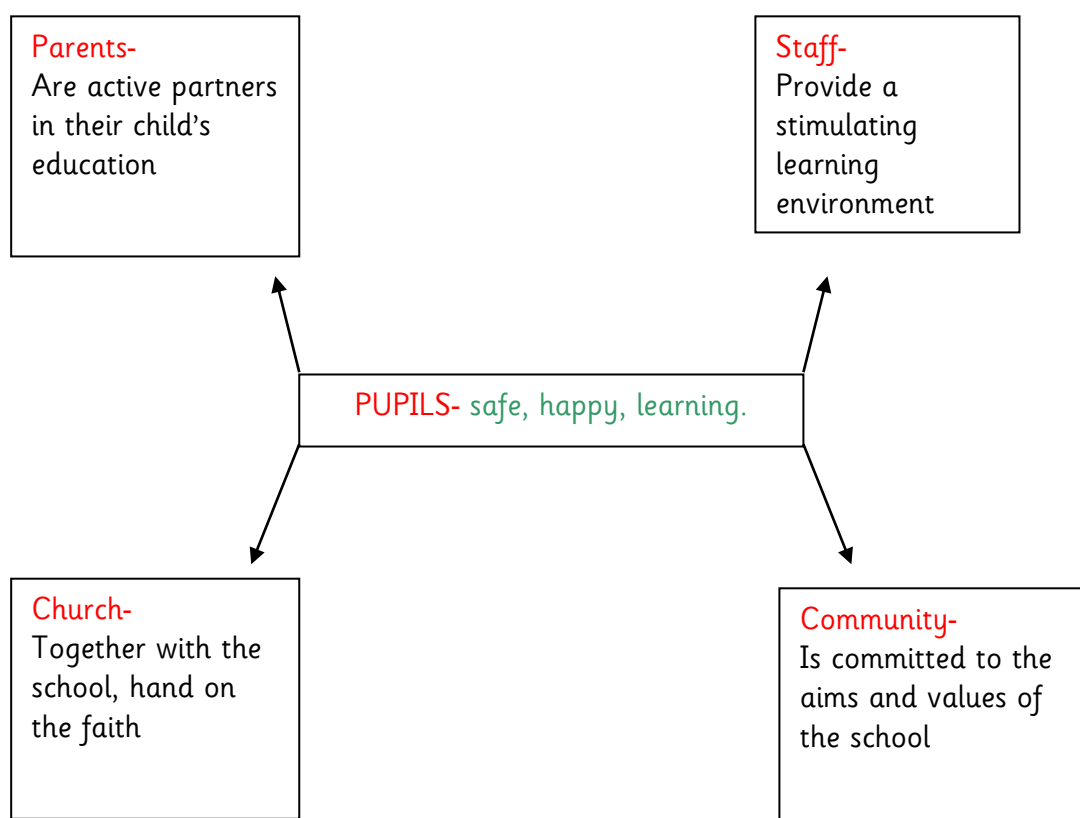 Parents-
Are active partners
in their child's
education
Staff-
Provide a
stimulating
learning
environment
PUPILS- safe, happy, learning.
Church-
Together with the
school, hand on
the faith
Community-
Is committed to the
aims and values of
the school